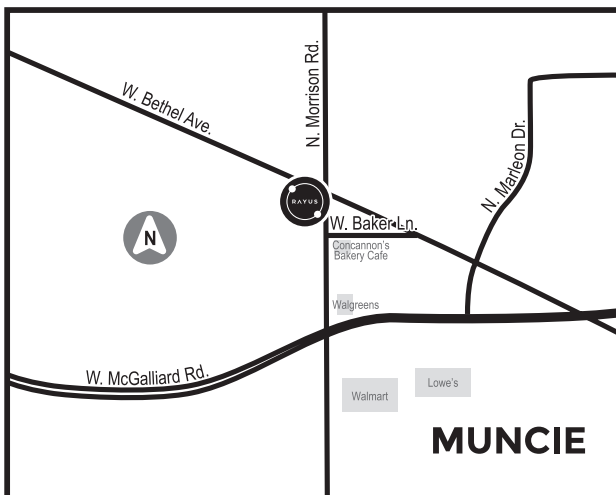 W. Bethel Ave.
N. Morrison Rd.
N. Marleon Dr.
RAYUS
W. Baker Ln.
N
Concannon's
Bakery Cafe
Walgreens
W. McGalliard Rd.
Walmart
Lowe's
MUNCIE